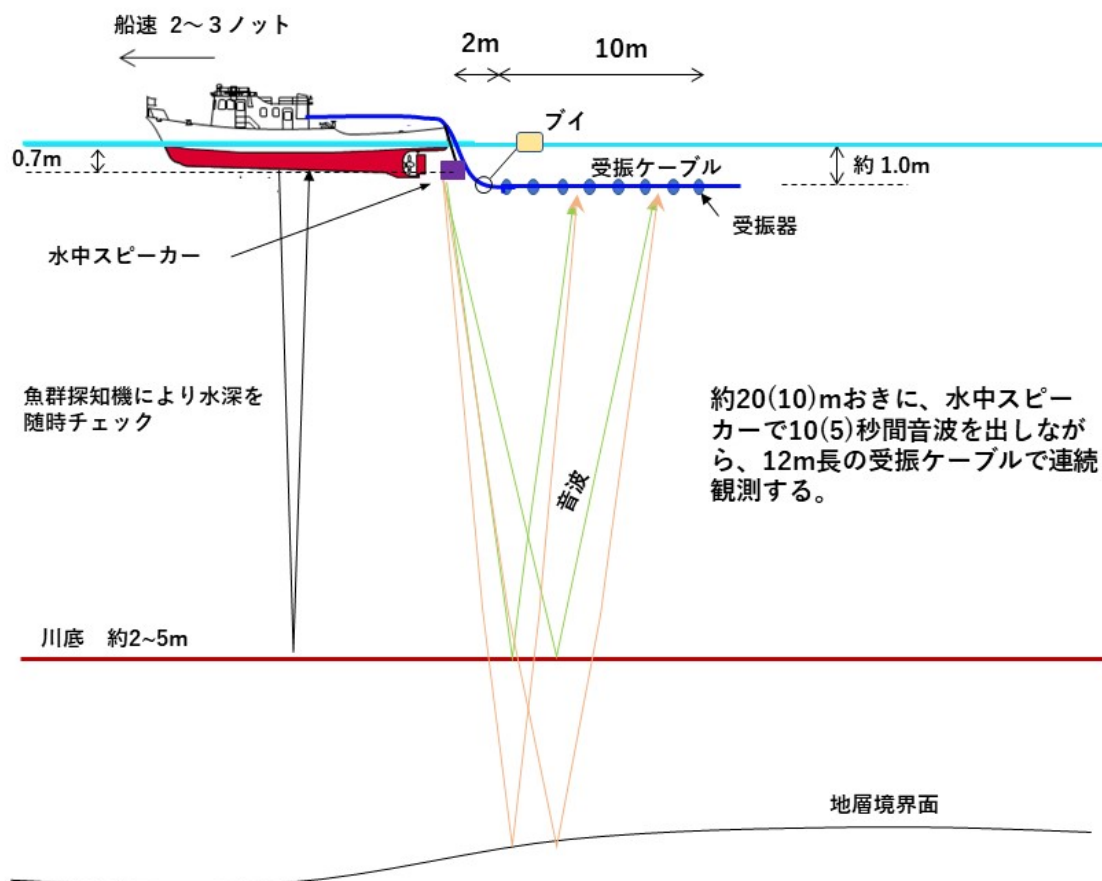 船速 2～3ノット
2m
10m
ブイ
0.7m
受振ケーブル
約 1.0m
受振器
水中スピーカー
魚群探知機により水深を
随時チェック
約20(10)mおきに、水中スピー
カーで10(5)秒間音波を出しなが
ら、12m長の受振ケーブルで連続
観測する。
音波
川底　約2~5m
地層境界面